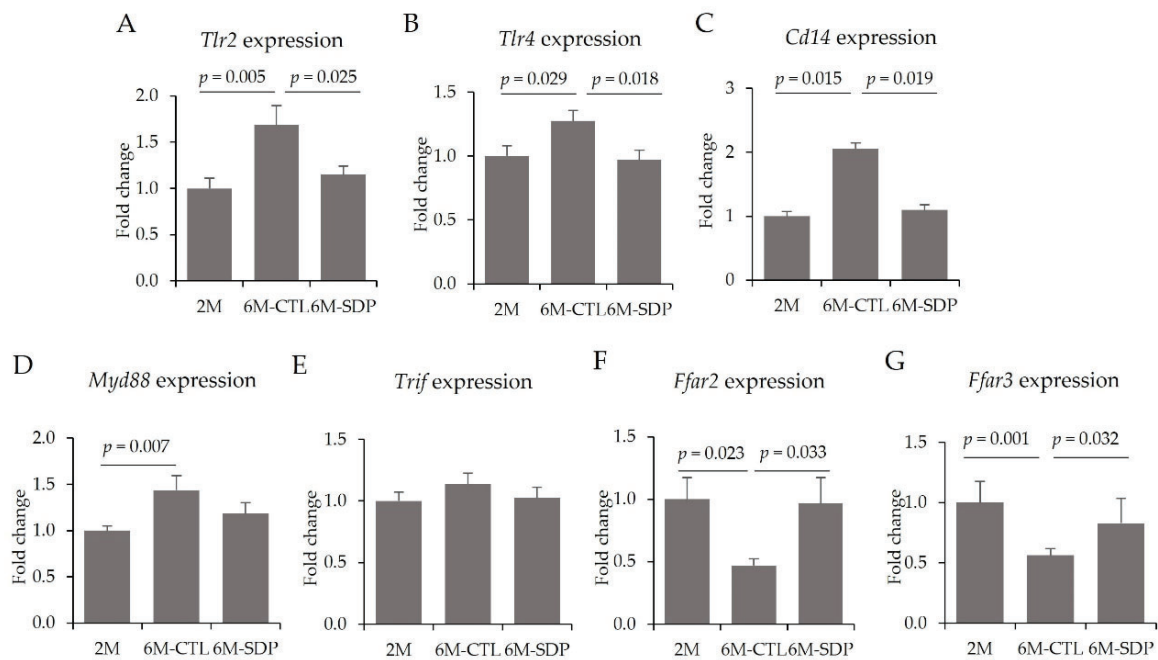 A
Tlr2 expression
p = 0.005
p = 0.025
2.0
1.5
1.0
0.5
0.0
Fold change
2M
6M-CTL
6M-SDP
B
Tlr4 expression
p = 0.029
p = 0.018
1.5
1.0
0.5
0.0
Fold change
2M
6M-CTL
6M-SDP
C
Cd14 expression
p = 0.015
p = 0.019
3
2
1
0
Fold change
2M
6M-CTL
6M-SDP
D
Myd88 expression
p = 0.007
2.0
1.5
1.0
0.5
0.0
Fold change
2M
6M-CTL
6M-SDP
E
Trif expression
1.5
1.0
0.5
0.0
Fold change
2M
6M-CTL
6M-SDP
F
Ffar2 expression
p = 0.023
p = 0.033
1.5
1.0
0.5
0.0
Fold change
2M
6M-CTL
6M-SDP
G
Ffar3 expression
p = 0.001
p = 0.032
1.5
1.0
0.5
0.0
Fold change
2M
6M-CTL
6M-SDP